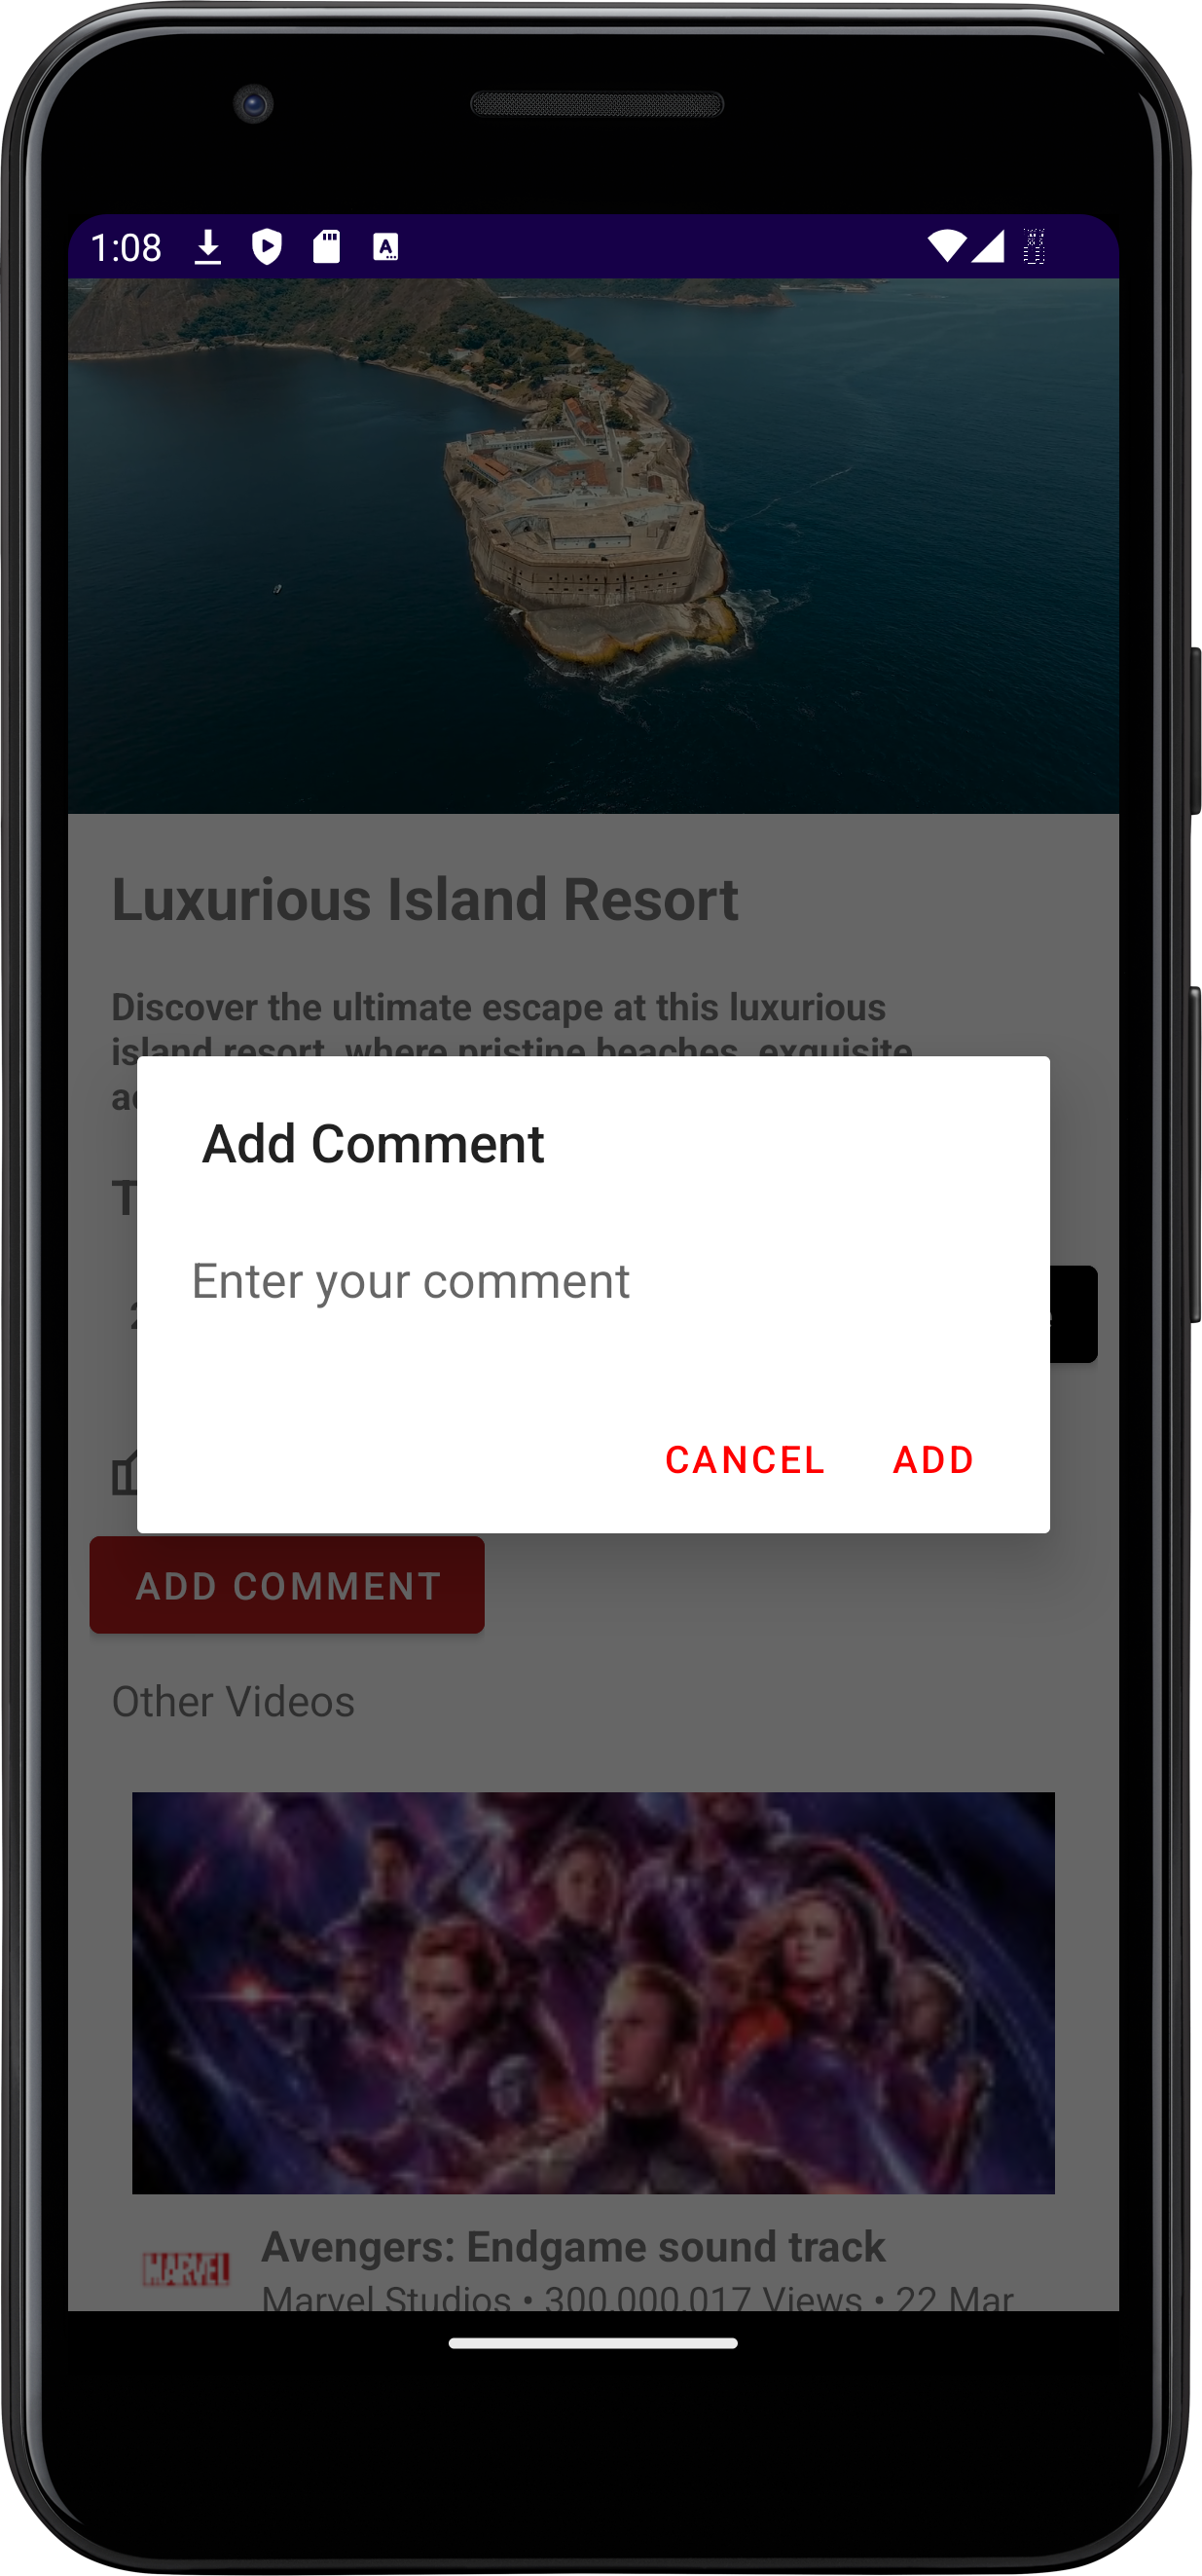 1:08
Luxurious Island Resort
Discover the ultimate escape at this luxurious
island resort, where pristine beaches, exquisite
Add Comment
Enter your comment
CANCEL ADD
ADD COMMENT
Other Videos
MARVEL
Avengers: Endgame sound track
Marvel Studios • 300,000,017 Views • 22 Mar